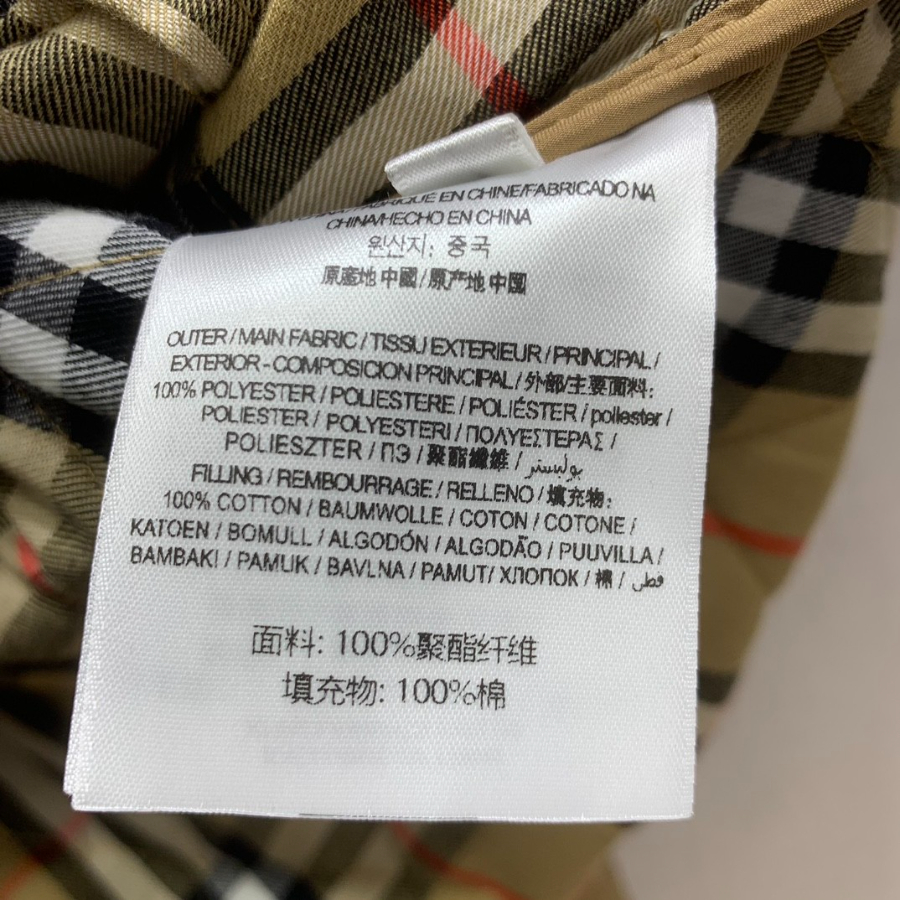 EN CHINE/FABRICADO NA
CHINA/HECHO EN CHINA
원산지: 중국
原產地 中國/原产地 中国
OUTER / MAIN FABRIC / TISSU EXTERIEUR / PRINCIPAL /
EXTERIOR - COMPOSICION PRINCIPAL / 外部/主要面料:
100% POLYESTER / POLIESTERE / POLIÉSTER / poliester /
POLIESTER / POLYESTERI / ΠΟΛΥΕΣΤΕΡΑΣ /
POLIESZTER / ПЭ / 聚酯纖維 / بوليستر
FILLING / REMBOURRAGE / RELLENO / 填充物:
100% COTTON / BAUMWOLLE / COTON / COTONE /
KATOEN / BOMULL / ALGODÓN / ALGODÃO / PUUVILLA /
BAMBAKI / PAMUK / BAVLNA / PAMUT/ ХЛОПОК / 棉 / قطن
面料: 100%聚酯纤维
填充物: 100%棉